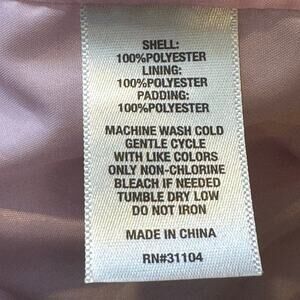 SHELL:
100%POLYESTER
LINING:
100%POLYESTER
PADDING:
100%POLYESTER
MACHINE WASH COLD
GENTLE CYCLE
WITH LIKE COLORS
ONLY NON-CHLORINE
BLEACH IF NEEDED
TUMBLE DRY LOW
DO NOT IRON
MADE IN CHINA
RN#31104